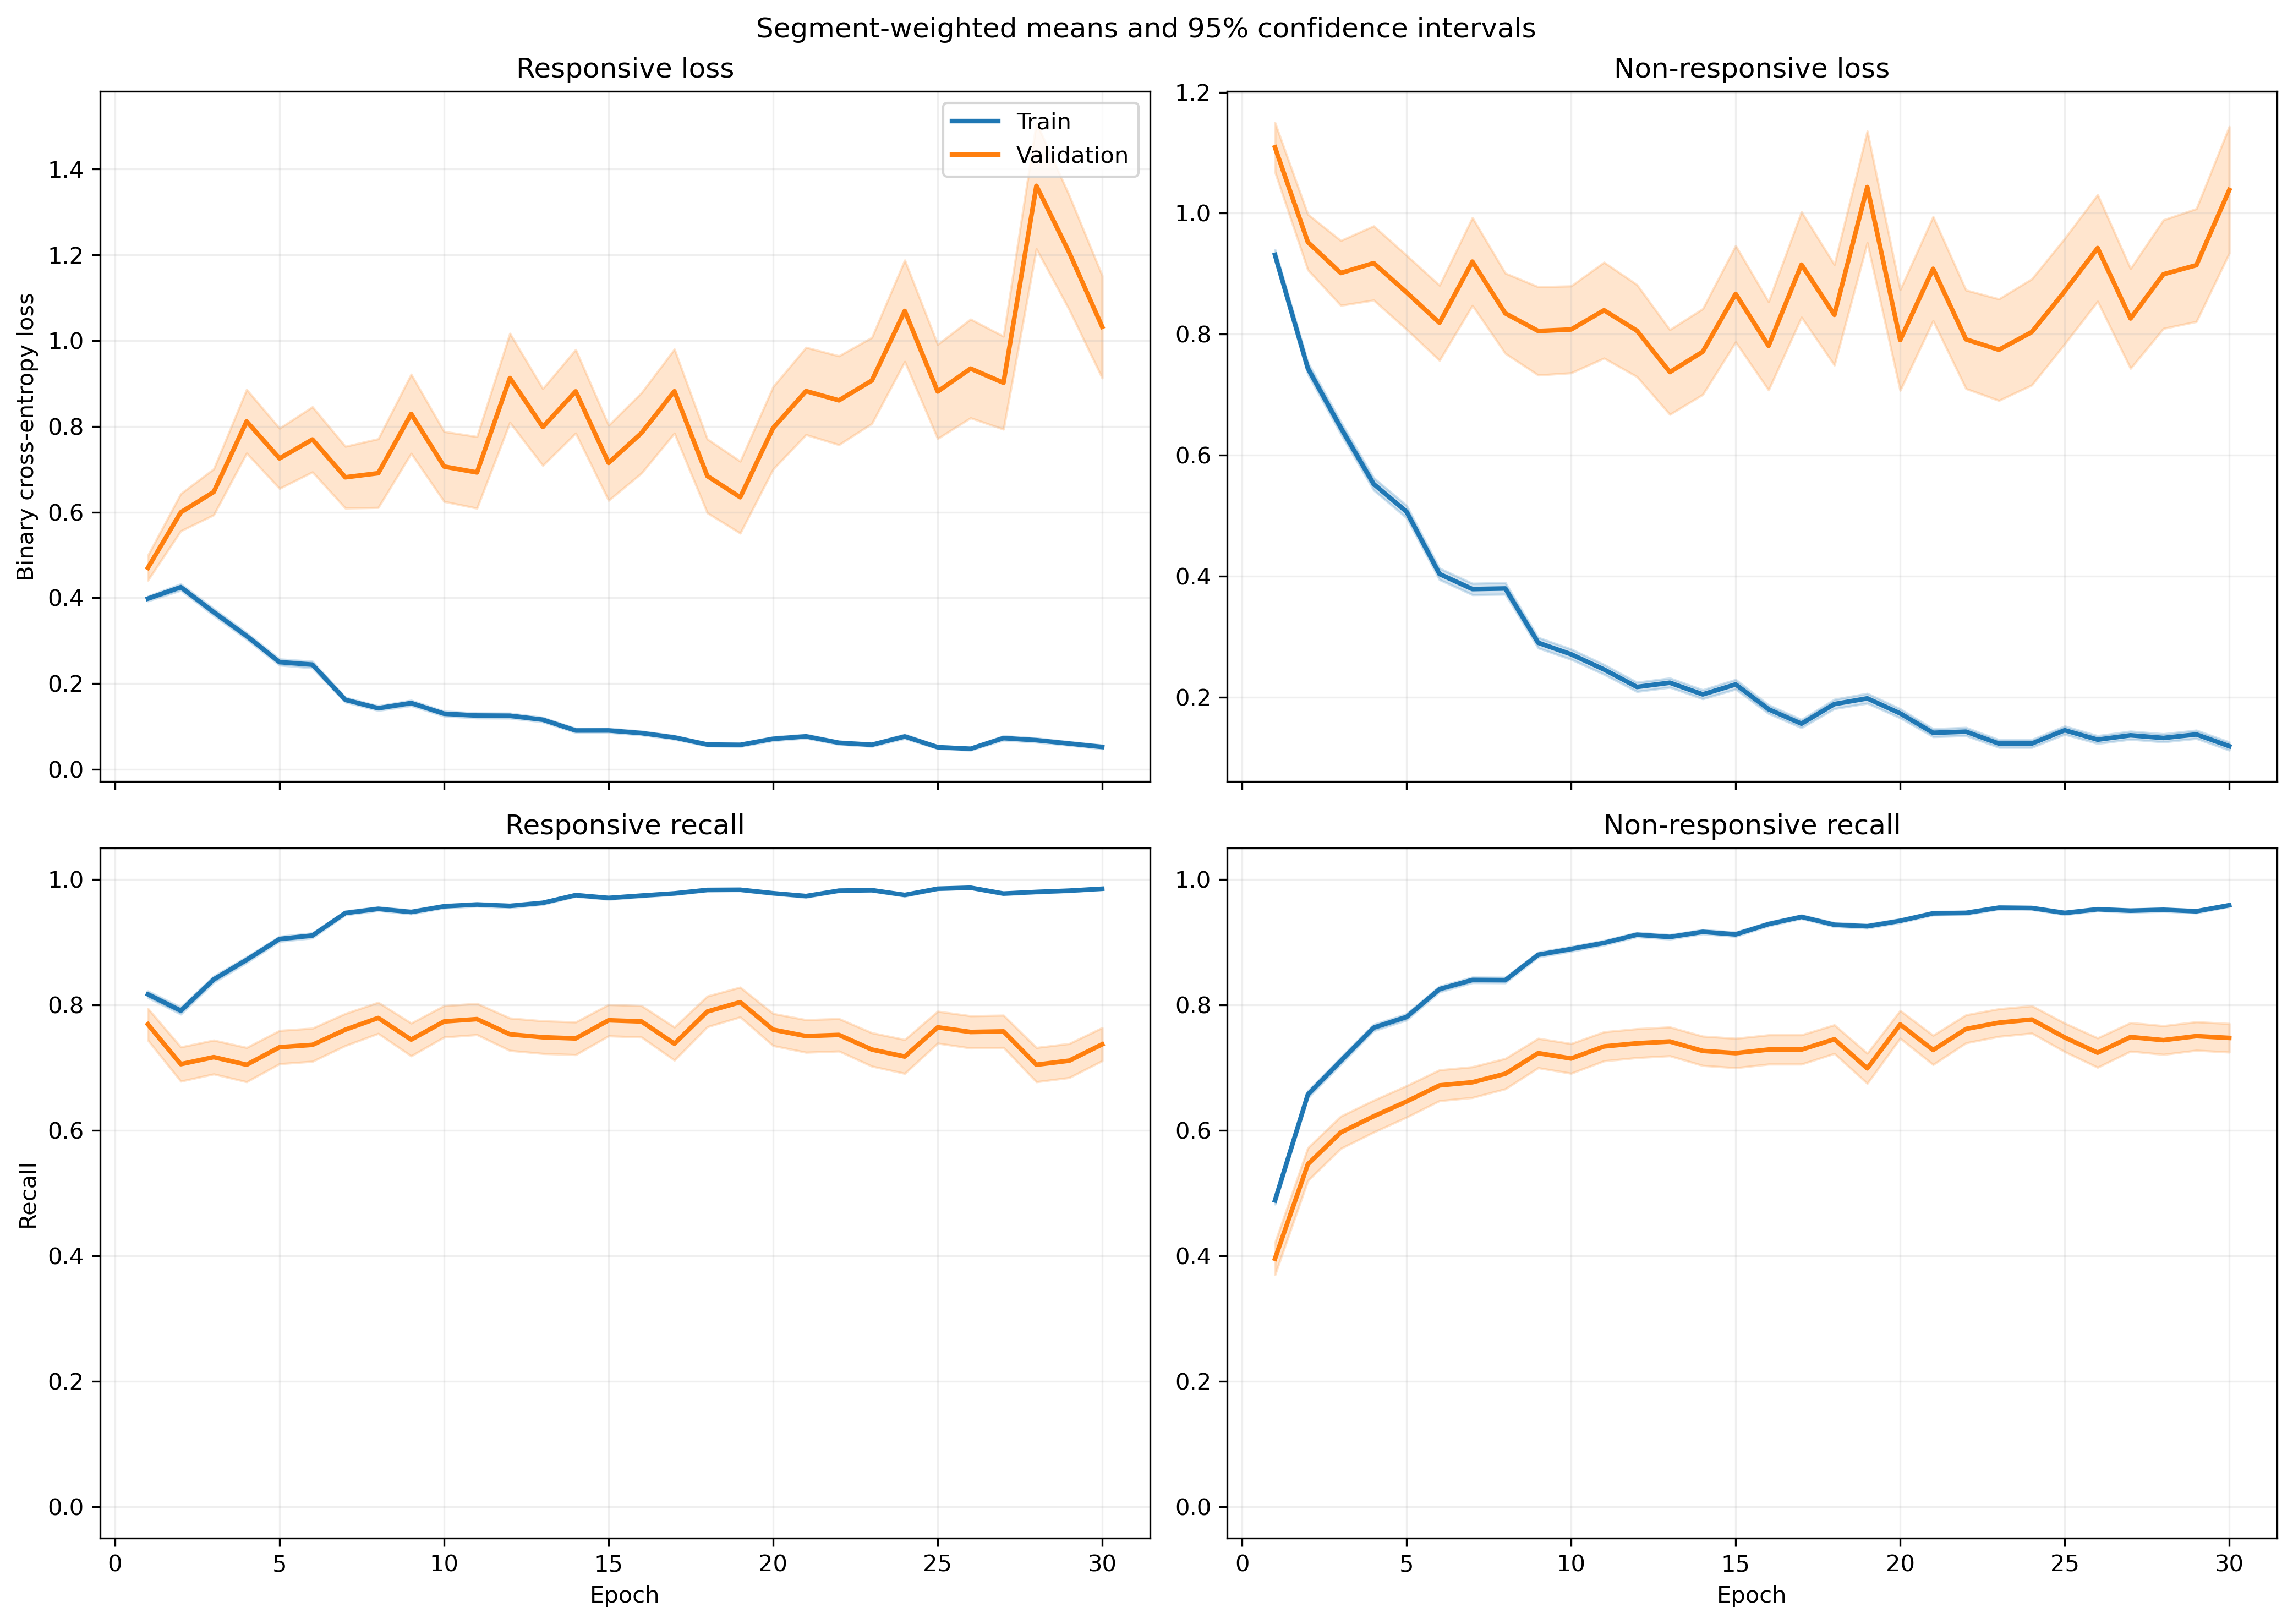 Segment-weighted means and 95% confidence intervals
Responsive loss
Non-responsive loss
Train
Validation
Binary cross-entropy loss
1.4
1.2
1.0
0.8
0.6
0.4
0.2
0.0
1.2
1.0
0.8
0.6
0.4
0.2
Responsive recall
Non-responsive recall
Recall
1.0
0.8
0.6
0.4
0.2
0.0
0 5 10 15 20 25 30
Epoch
1.0
0.8
0.6
0.4
0.2
0.0
0 5 10 15 20 25 30
Epoch